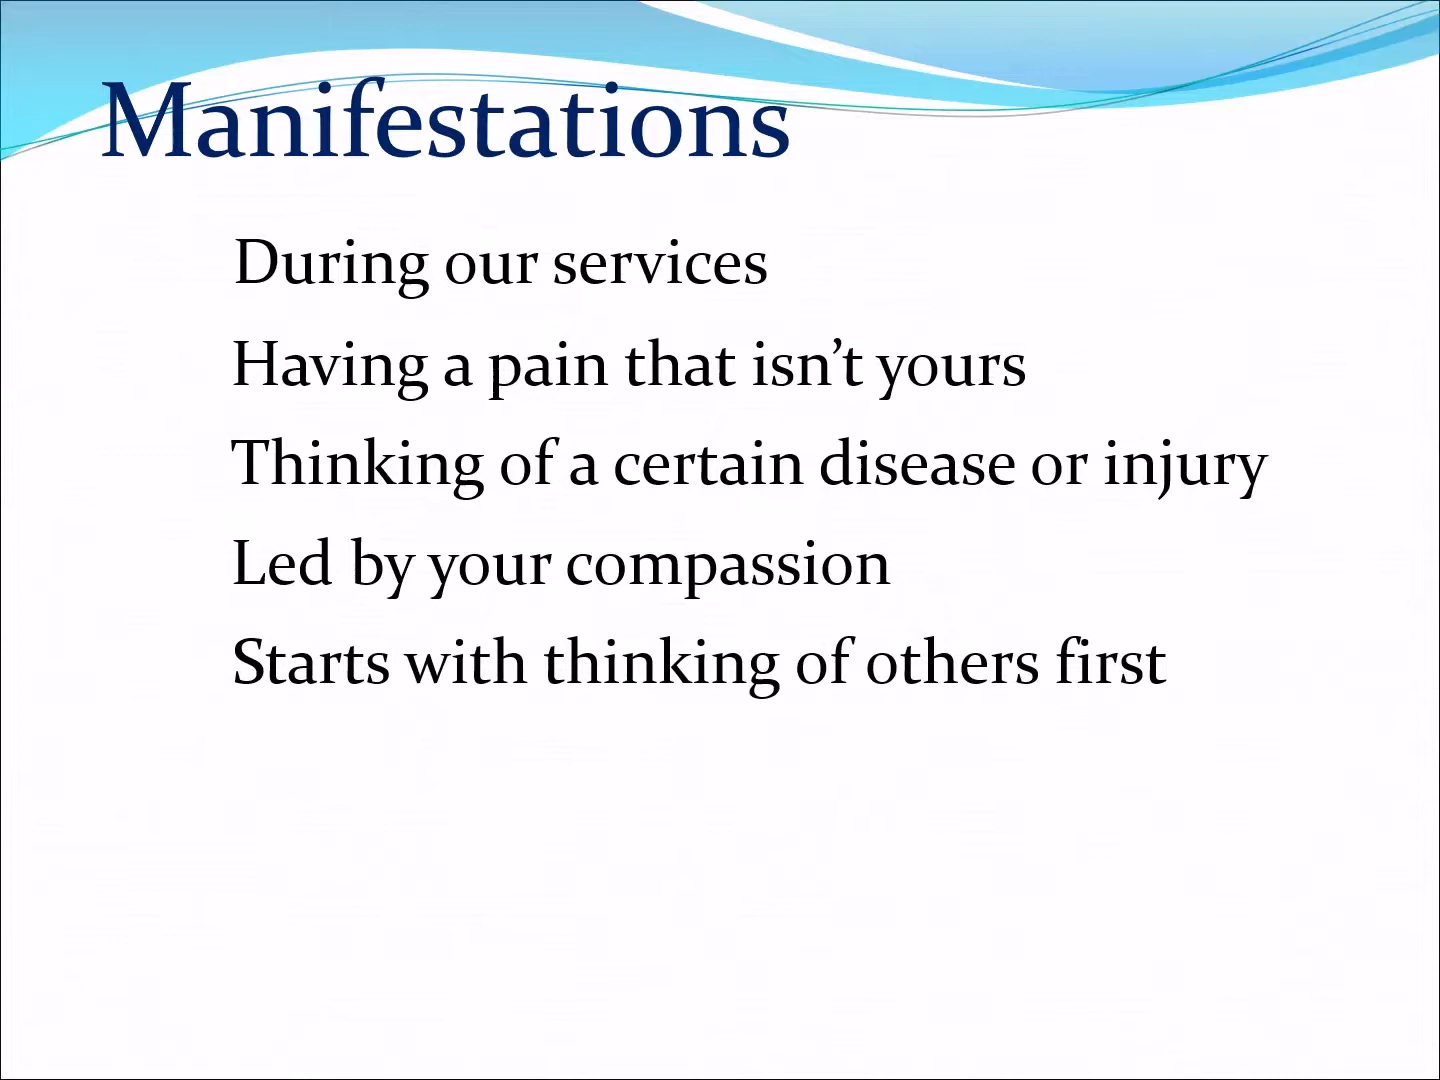 Manifestations
During our services
Having a pain that isn’t yours
Thinking of a certain disease or injury
Led by your compassion
Starts with thinking of others first